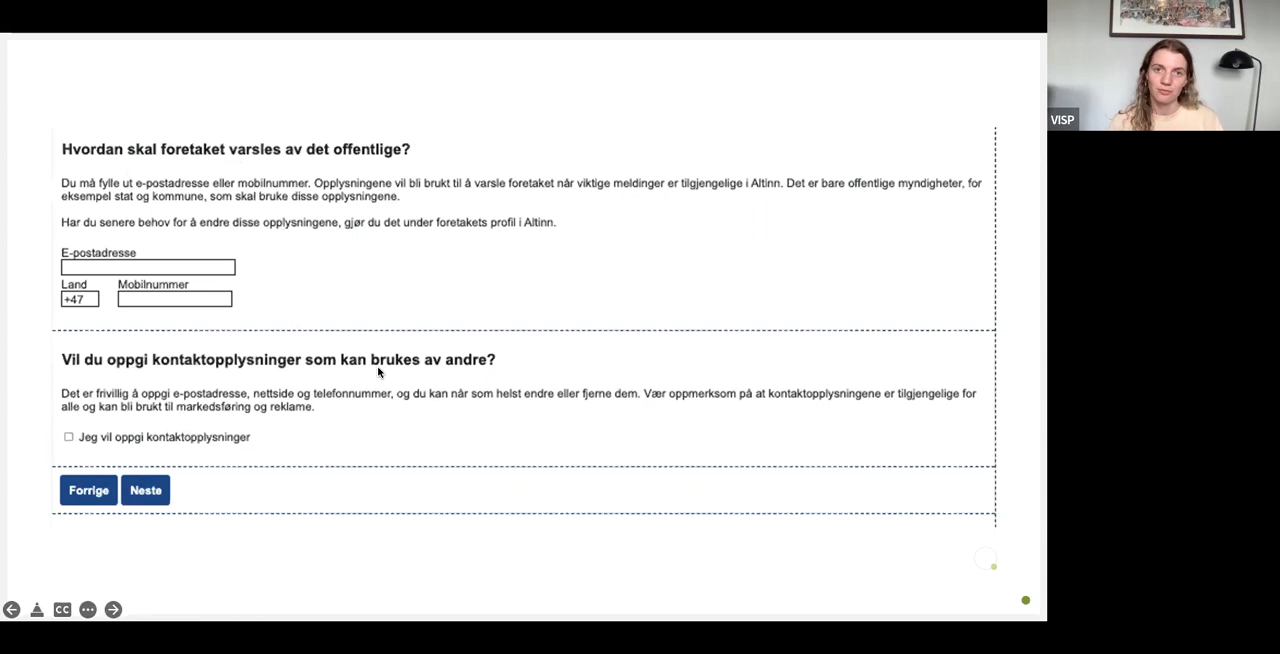 Hvordan skal foretaket varsles av det offentlige?
Du må fylle ut e-postadresse eller mobilnummer. Opplysningene vil bli brukt til å varsle foretaket når viktige meldinger er tilgjengelige i Altinn. Det er bare offentlige myndigheter, for
eksempel stat og kommune, som skal bruke disse opplysningene.
Har du senere behov for å endre disse opplysningene, gjør du det under foretakets profil i Altinn.
E-postadresse
Land Mobilnummer
+47
Vil du oppgi kontaktopplysninger som kan brukes av andre?
Det er frivillig å oppgi e-postadresse, nettside og telefonnummer, og du kan når som helst endre eller fjerne dem. Vær oppmerksom på at kontaktopplysningene er tilgjengelige for
alle og kan bli brukt til markedsføring og reklame.
Jeg vil oppgi kontaktopplysninger
Forrige Neste
CC
VISP